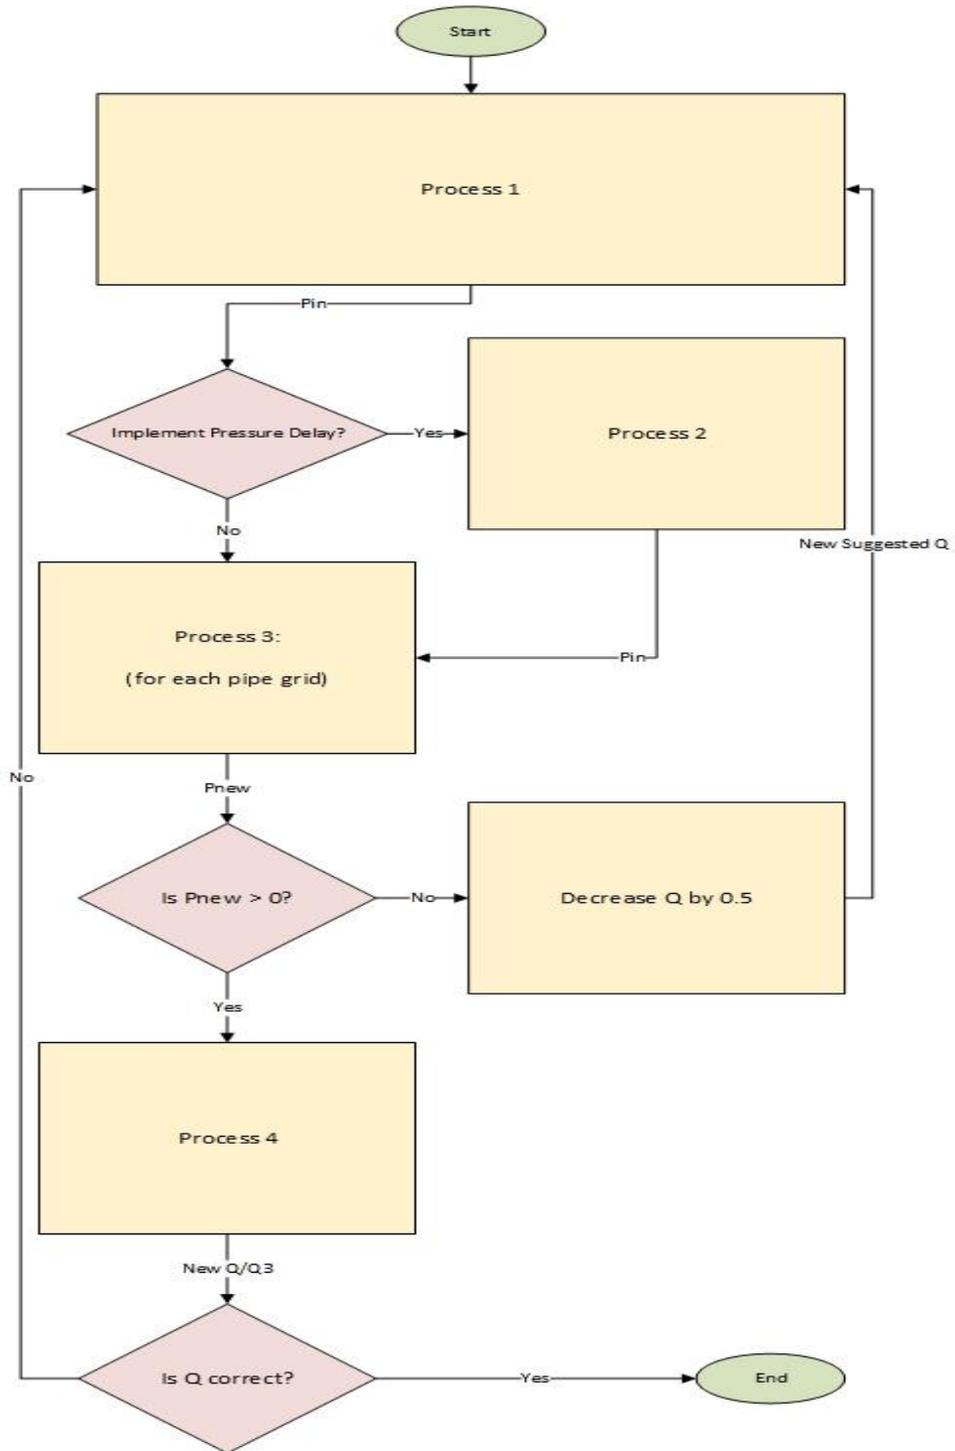 Start
Process 1
Pin
Implement Pressure Delay?
Yes
Process 2
No
New Suggested Q
Process 3:
(for each pipe grid)
Pin
No
Pnew
Is Pnew > 0?
No
Decrease Q by 0.5
Yes
Process 4
New Q/Q3
Is Q correct?
Yes
End